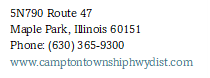 5N790 Route 47
Maple Park, Illinois 60151
Phone: (630) 365-9300
www.camptontownshiphwydist.com